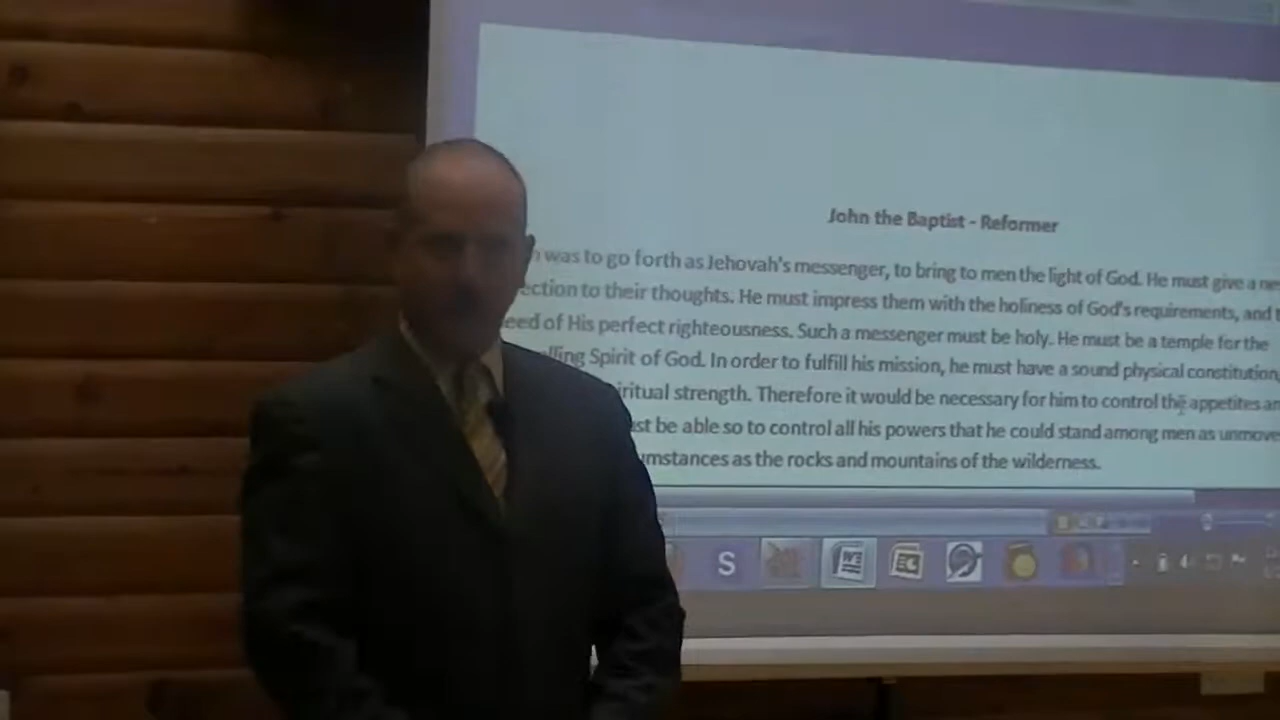 John the Baptist - Reformer
was to go forth as Jehovah's messenger, to bring to men the light of God. He must give a ne
ection to their thoughts. He must impress them with the holiness of God's requirements, and t
eed of His perfect righteousness. Such a messenger must be holy. He must be a temple for the
elling Spirit of God. In order to fulfill his mission, he must have a sound physical constitution,
iritual strength. Therefore it would be necessary for him to control the appetites an
st be able so to control all his powers that he could stand among men as unmove
umstances as the rocks and mountains of the wilderness.
S